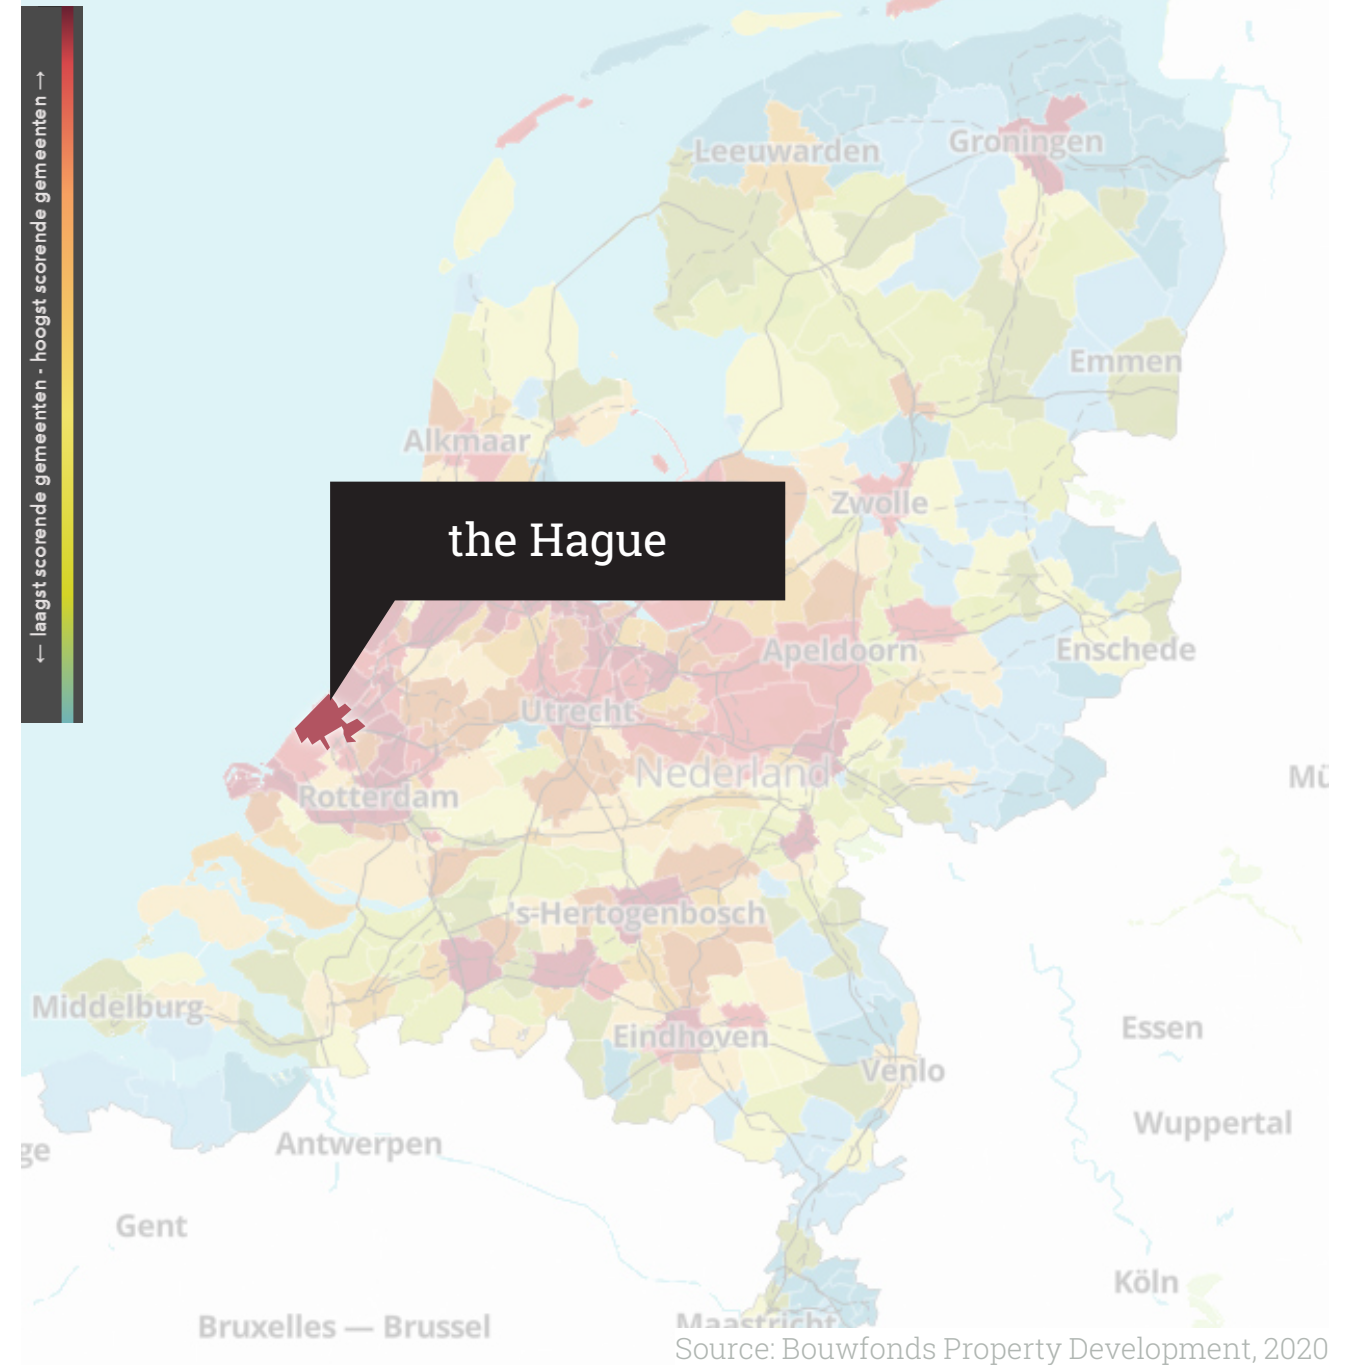 ← laagst scorende gemeenten - hoogst scorende gemeenten →
Leeuwarden
Groningen
Emmen
Alkmaar
Zwolle
the Hague
Apeldoorn
Enschede
Utrecht
Nederland
Rotterdam
's-Hertogenbosch
Middelburg
Eindhoven
Essen
Venlo
Wuppertal
Antwerpen
Gent
Köln
Bruxelles — Brussel
Maastricht
Source: Bouwfonds Property Development, 2020